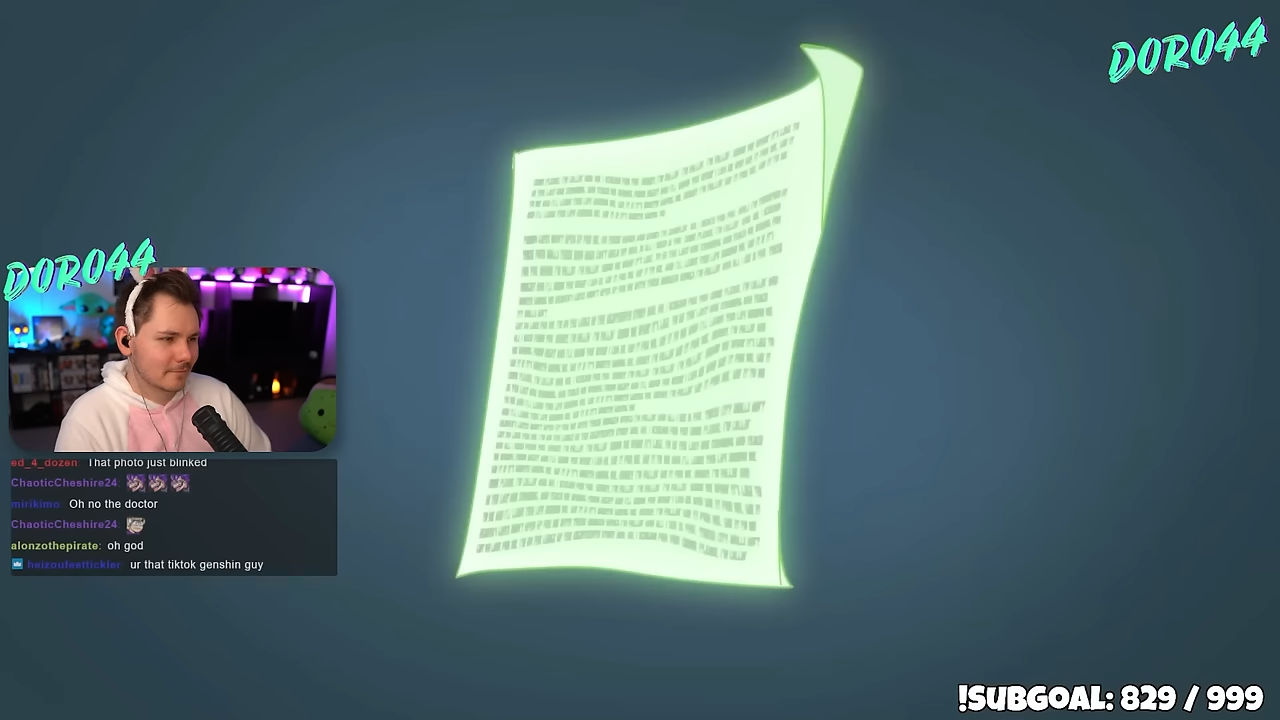 DORO44
DORO44
ed_4_dozen That photo just blinked
ChaoticCheshire24:
mirikimo: Oh no the doctor
ChaoticCheshire24:
alonzothepirate: oh god
heizoufeettickler: ur that tiktok genshin guy
!SUBGOAL: 829 / 999